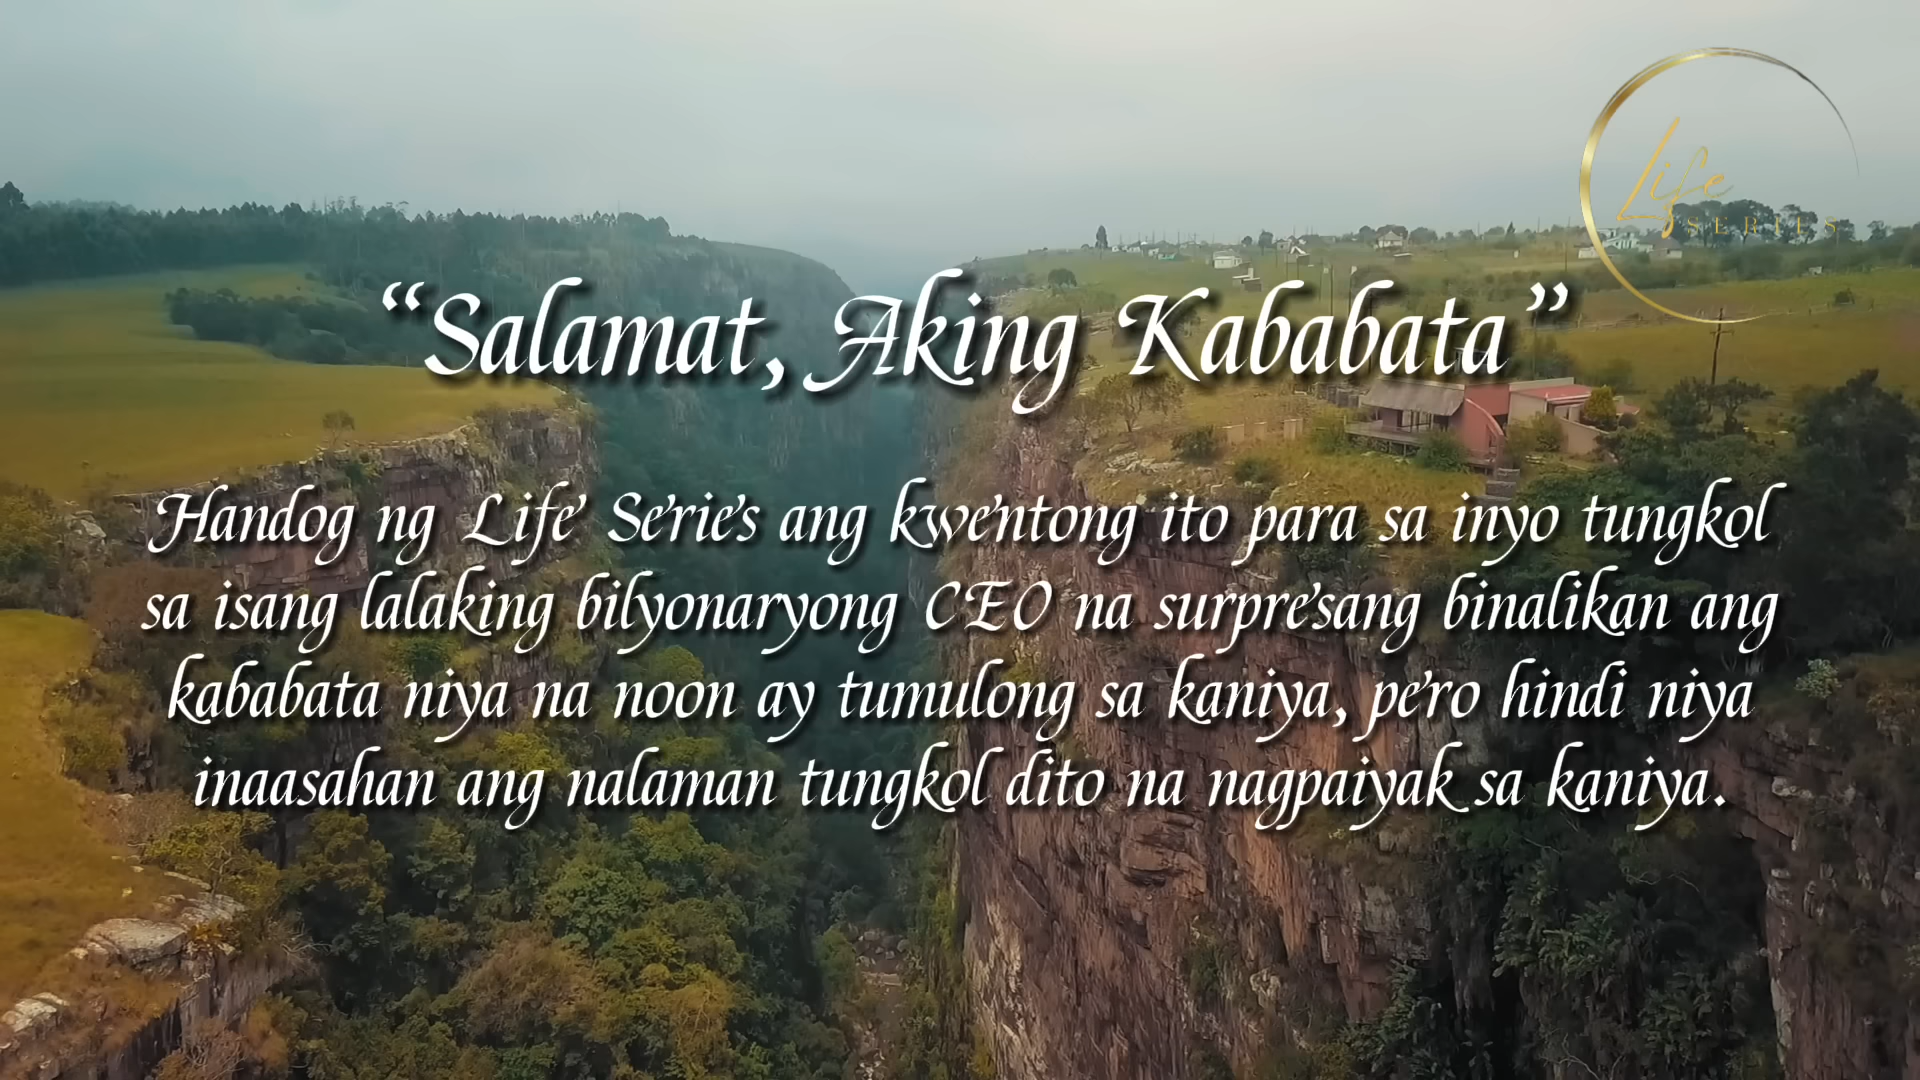 Life
SERIES
“Salamat, Aking Kababata”
Handog ng Life Series ang kwentong ito para sa inyo tungkol
sa isang lalaking bilyonaryong CEO na surpresang binalikan ang
kababata niya na noon ay tumulong sa kaniya, pero hindi niya
inaasahan ang nalaman tungkol dito na nagpaiyak sa kaniya.